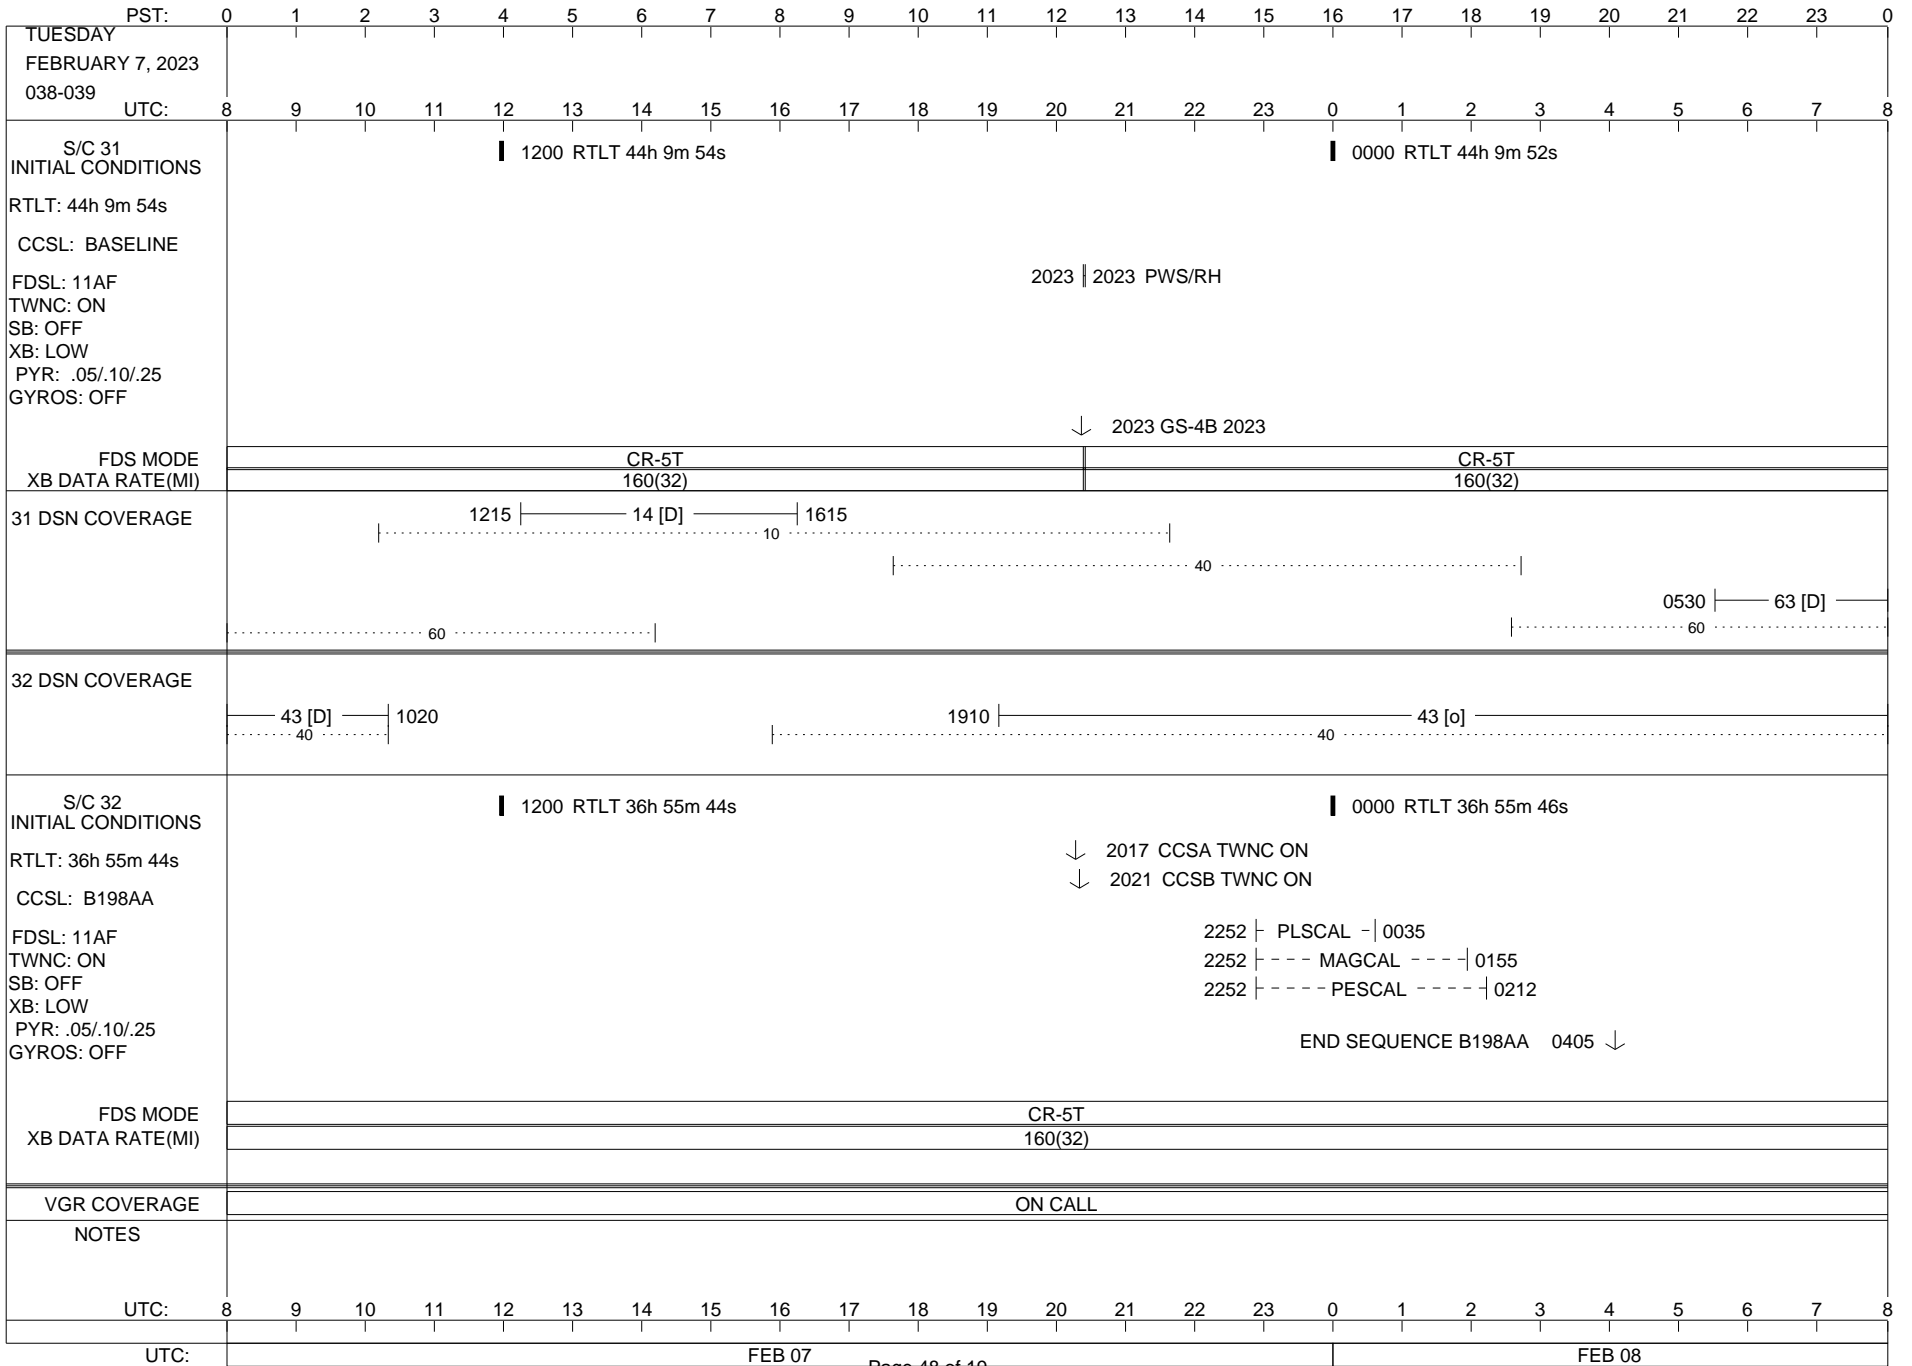 PST: 0 1 2 3 4 5 6 7 8 9 10 11 12 13 14 15 16 17 18 19 20 21 22 23 0
TUESDAY
FEBRUARY 7, 2023
038-039
UTC: 8 9 10 11 12 13 14 15 16 17 18 19 20 21 22 23 0 1 2 3 4 5 6 7 8
S/C 31
INITIAL CONDITIONS
1200 RTLT 44h 9m 54s
0000 RTLT 44h 9m 52s
RTLT: 44h 9m 54s
CCSL: BASELINE
FDSL: 11AF
2023 2023 PWS/RH
TWNC: ON
SB: OFF
XB: LOW
PYR: .05/.10/.25
GYROS: OFF
2023 GS-4B 2023
FDS MODE CR-5T CR-5T
XB DATA RATE(MI) 160(32) 160(32)
31 DSN COVERAGE 1215 14 [D] 1615
10
40
0530 63 [D]
60 60
32 DSN COVERAGE
43 [D] 1020 1910 43 [o]
40 40
S/C 32
INITIAL CONDITIONS
1200 RTLT 36h 55m 44s
0000 RTLT 36h 55m 46s
RTLT: 36h 55m 44s
2017 CCSA TWNC ON
2021 CCSB TWNC ON
CCSL: B198AA
FDSL: 11AF
2252 PLSCAL 0035
TWNC: ON
2252 MAGCAL 0155
SB: OFF
2252 PESCAL 0212
XB: LOW
PYR: .05/.10/.25
GYROS: OFF
END SEQUENCE B198AA 0405
FDS MODE CR-5T
XB DATA RATE(MI) 160(32)
VGR COVERAGE ON CALL
NOTES
UTC: 8 9 10 11 12 13 14 15 16 17 18 19 20 21 22 23 0 1 2 3 4 5 6 7 8
UTC: FEB 07 FEB 08
Page 48 of 10